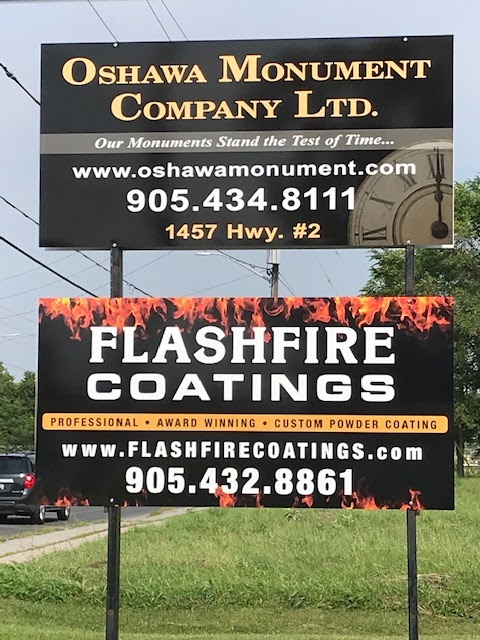 OSHAWA MONUMENT
COMPANY LTD.
Our Monuments Stand the Test of Time...
www.oshawamonument.com
905.434.8111
1457 Hwy. #2
FLASHFIRE
COATINGS
PROFESSIONAL • AWARD WINNING • CUSTOM POWDER COATING
www.FLASHFIRECOATINGS.com
905.432.8861